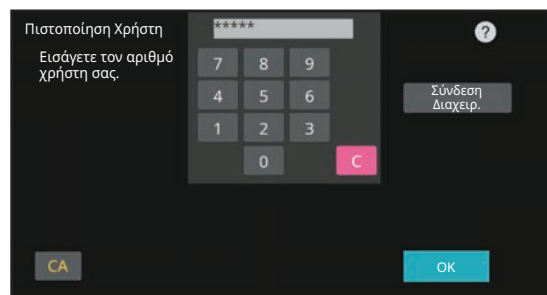 Πιστοποίηση Χρήστη
*****
?
Εισάγετε τον αριθμό
χρήστη σας.
7 8 9
4 5 6
1 2 3
0 C
Σύνδεση
Διαχειρ.
CA
OK